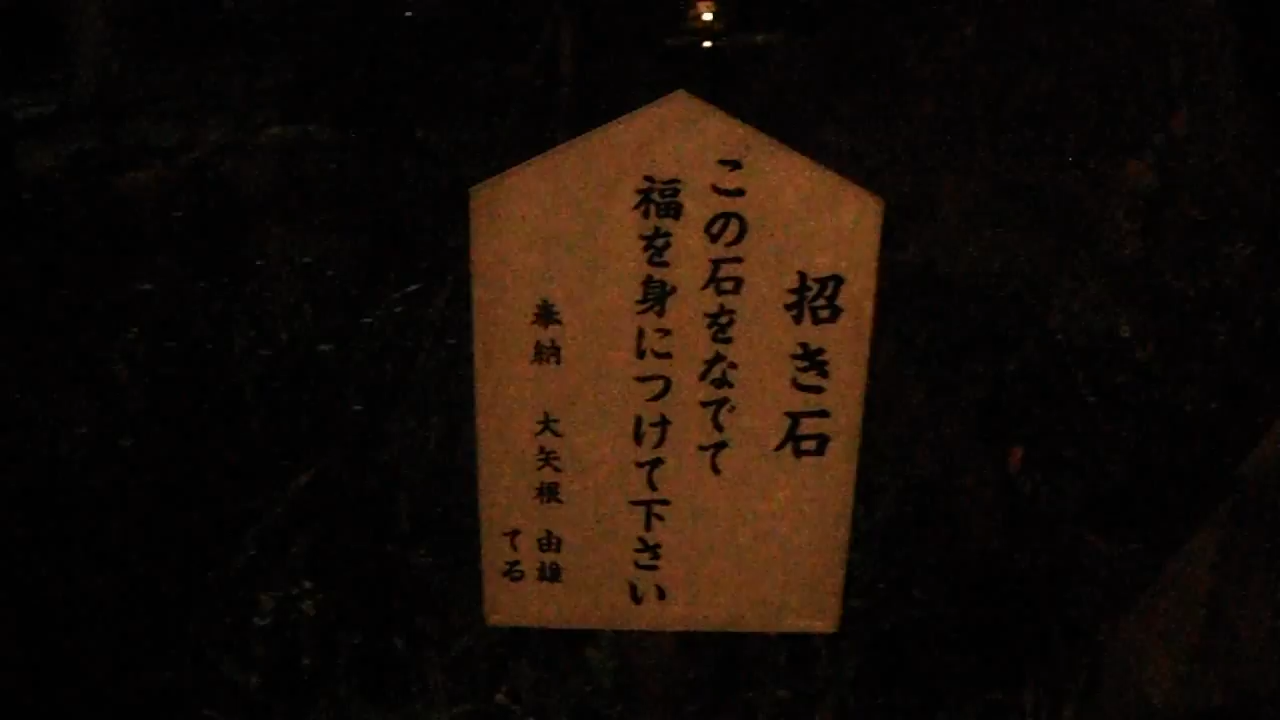 招き石
この石をなでて
福を身につけて下さい
奉納 大矢根 由雄
てる